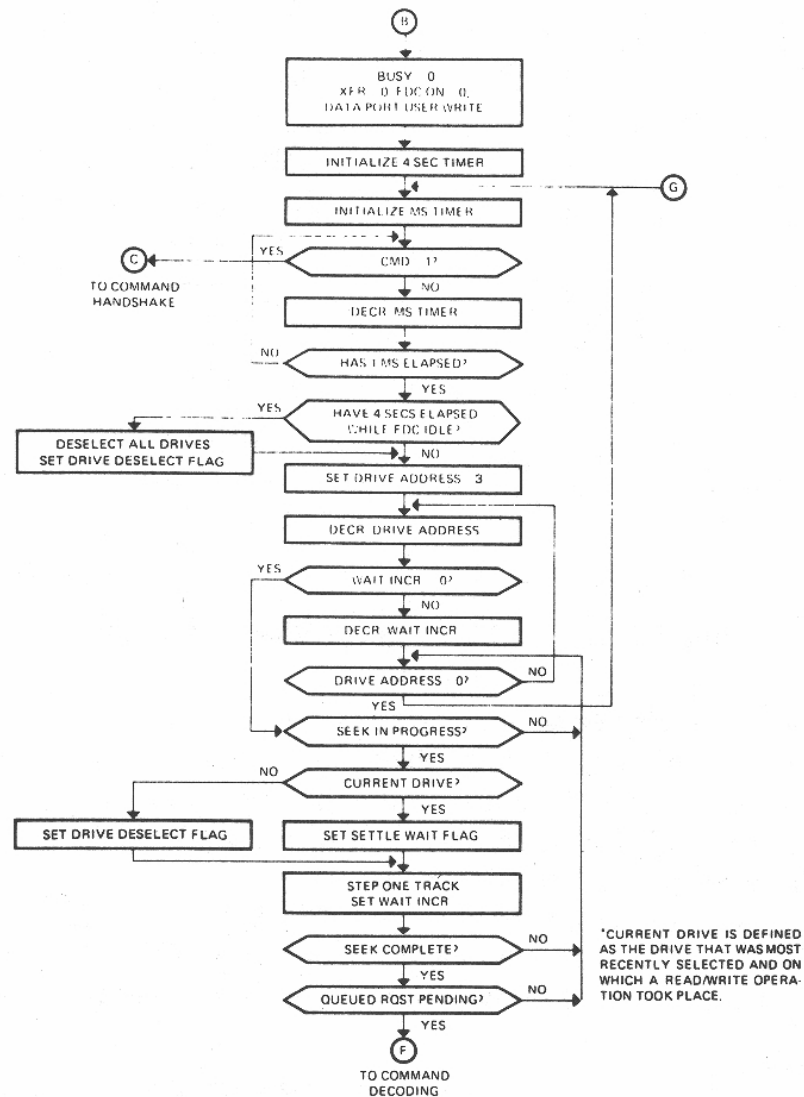 B
BUSY 0
XFR 0, FDC ON 0,
DATA PORT USER WRITE
INITIALIZE 4 SEC TIMER
G
INITIALIZE MS TIMER
YES
C
CMD 1?
TO COMMAND
HANDSHAKE
NO
DECR MS TIMER
NO
HAS 1 MS ELAPSED?
YES
YES
HAVE 4 SECS ELAPSED
WHILE FDC IDLE?
DESELECT ALL DRIVES
SET DRIVE DESELECT FLAG
NO
SET DRIVE ADDRESS 3
DECR DRIVE ADDRESS
YES
WAIT INCR 0?
NO
DECR WAIT INCR
DRIVE ADDRESS 0?
NO
YES
SEEK IN PROGRESS?
NO
YES
NO
CURRENT DRIVE?
YES
SET DRIVE DESELECT FLAG
SET SETTLE WAIT FLAG
STEP ONE TRACK
SET WAIT INCR
SEEK COMPLETE?
NO
YES
QUEUED RQST PENDING?
NO
YES
F
TO COMMAND
DECODING
*CURRENT DRIVE IS DEFINED
AS THE DRIVE THAT WAS MOST
RECENTLY SELECTED AND ON
WHICH A READ/WRITE OPERA-
TION TOOK PLACE.